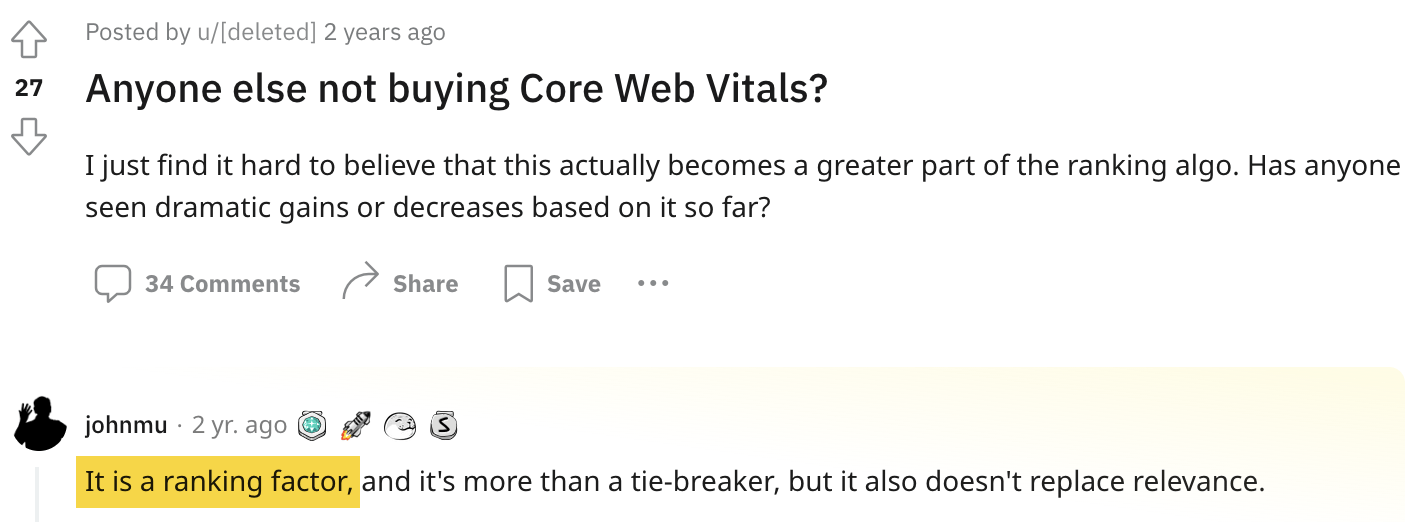 Posted by u/[deleted] 2 years ago
27
Anyone else not buying Core Web Vitals?
I just find it hard to believe that this actually becomes a greater part of the ranking algo. Has anyone
seen dramatic gains or decreases based on it so far?
34 Comments Share Save
johnmu · 2 yr. ago S
It is a ranking factor, and it's more than a tie-breaker, but it also doesn't replace relevance.